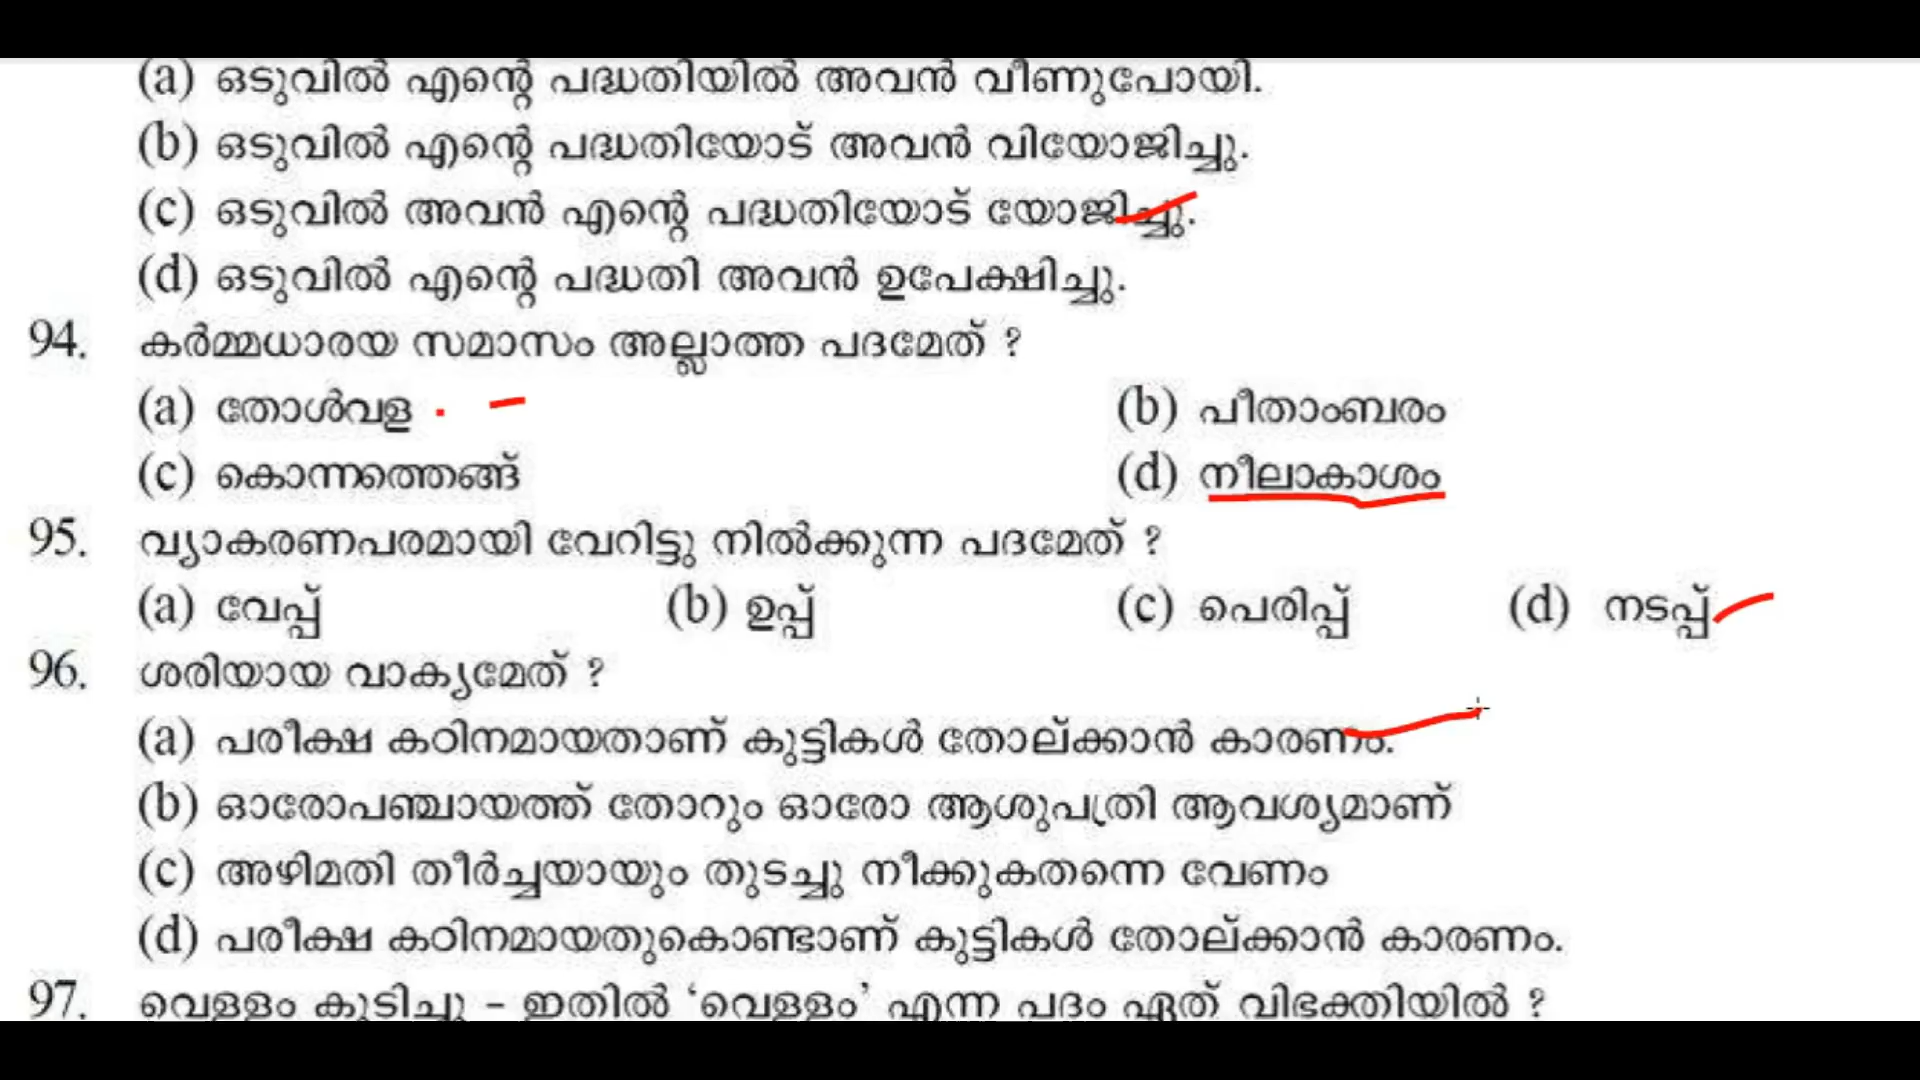 (a) ഒടുവിൽ എന്റെ പദ്ധതിയിൽ അവൻ വീണുപോയി.
(b) ഒടുവിൽ എന്റെ പദ്ധതിയോട് അവൻ വിയോജിച്ചു.
(c) ഒടുവിൽ അവൻ എന്റെ പദ്ധതിയോട് യോജിച്ചു.
(d) ഒടുവിൽ എന്റെ പദ്ധതി അവൻ ഉപേക്ഷിച്ചു.
94. കർമ്മധാരയ സമാസം അല്ലാത്ത പദമേത് ?
(a) തോൾവള (b) പീതാംബരം
(c) കൊന്നത്തെങ്ങ് (d) നീലാകാശം
95. വ്യാകരണപരമായി വേറിട്ടു നിൽക്കുന്ന പദമേത് ?
(a) വേപ്പ് (b) ഉപ്പ് (c) പെരിപ്പ് (d) നടപ്പ്
96. ശരിയായ വാക്യമേത് ?
(a) പരീക്ഷ കഠിനമായതാണ് കുട്ടികൾ തോല്ക്കാൻ കാരണം.
(b) ഓരോപഞ്ചായത്ത് തോറും ഓരോ ആശുപത്രി ആവശ്യമാണ്
(c) അഴിമതി തീർച്ചയായും തുടച്ചു നീക്കുകതന്നെ വേണം
(d) പരീക്ഷ കഠിനമായതുകൊണ്ടാണ് കുട്ടികൾ തോല്ക്കാൻ കാരണം.
97. വെള്ളം കുടിച്ചു – ഇതിൽ ‘വെള്ളം’ എന്ന പദം ഏത് വിഭക്തിയിൽ ?